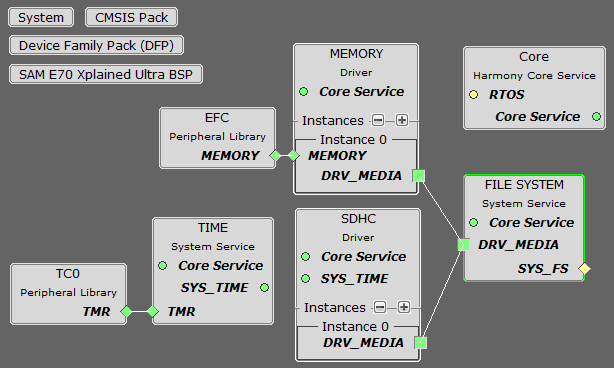 System
CMSIS Pack
Device Family Pack (DFP)
SAM E70 Xplained Ultra BSP
MEMORY
Driver
Core Service
Instances
Instance 0
MEMORY
DRV_MEDIA
Core
Harmony Core Service
RTOS
Core Service
EFC
Peripheral Library
MEMORY
FILE SYSTEM
System Service
Core Service
DRV_MEDIA
SYS_FS
TIME
System Service
Core Service
SYS_TIME
TMR
SDHC
Driver
Core Service
SYS_TIME
Instances
Instance 0
DRV_MEDIA
TC0
Peripheral Library
TMR